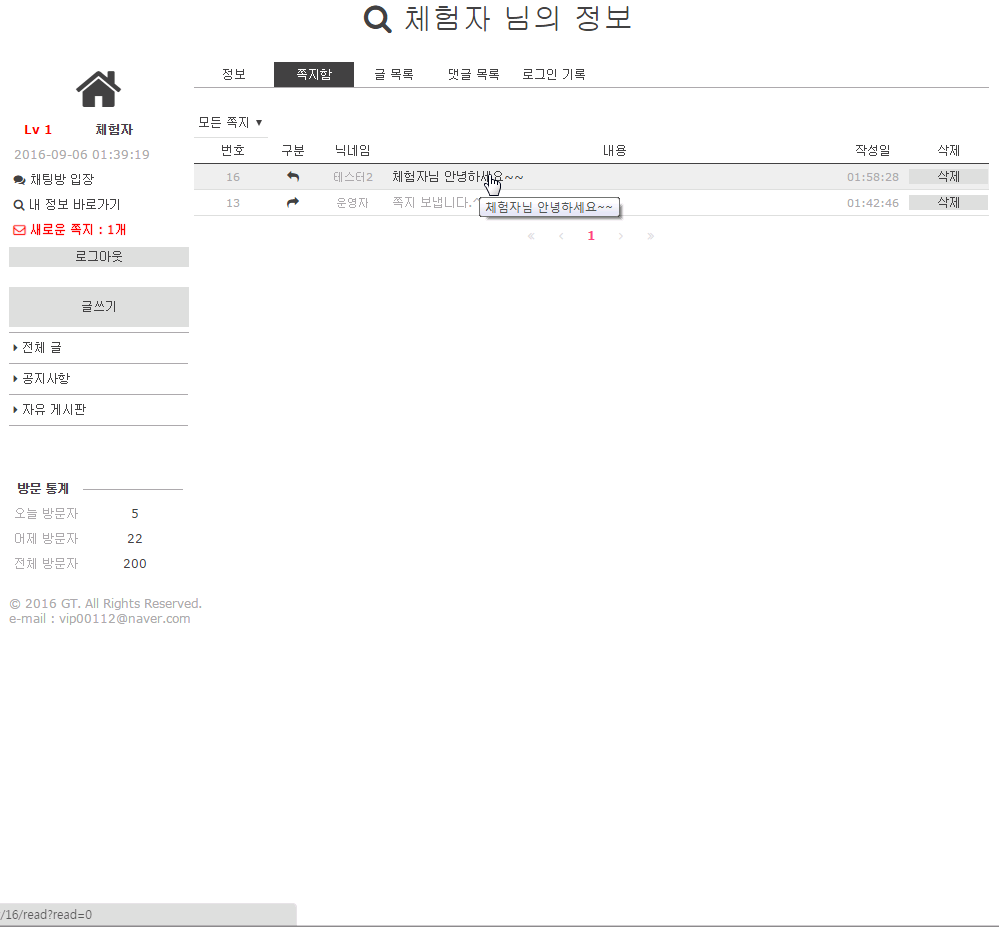 체험자 님의 정보
정보 쪽지함 글 목록 댓글 목록 로그인 기록
Lv 1 체험자
2016-09-06 01:39:19
채팅방 입장
내 정보 바로가기
새로운 쪽지 : 1개
로그아웃
글쓰기
전체 글
공지사항
자유 게시판
방문 통계
오늘 방문자 5
어제 방문자 22
전체 방문자 200
© 2016 GT. All Rights Reserved.
e-mail : vip00112@naver.com
모든 쪽지 ▼
번호 구분 닉네임 내용 작성일 삭제
16 테스터2 체험자님 안녕하세요~~ 01:58:28 삭제
13 운영자 쪽지 보냅니다. 01:42:46 삭제
체험자님 안녕하세요~~
« ‹ 1 › »
/16/read?read=0